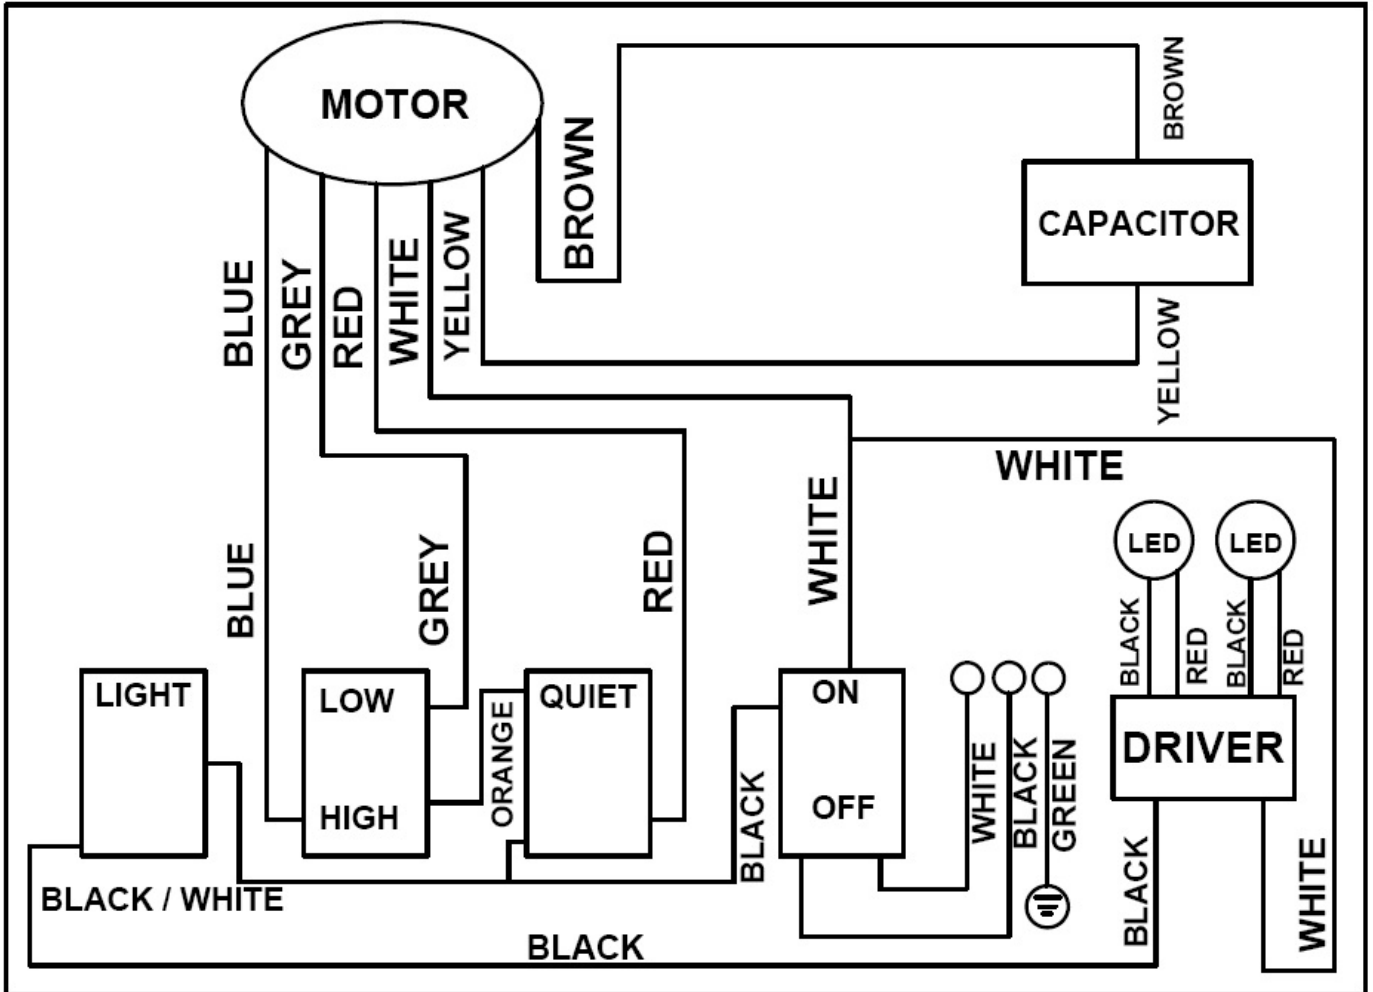 MOTOR
BROWN
BROWN
CAPACITOR
BLUE
GREY
RED
WHITE
YELLOW
YELLOW
WHITE
BLUE
GREY
RED
WHITE
LED
LED
BLACK
RED
BLACK
RED
LIGHT
LOW
HIGH
ORANGE
QUIET
BLACK
ON
OFF
WHITE
BLACK
GREEN
DRIVER
BLACK
WHITE
BLACK / WHITE
BLACK